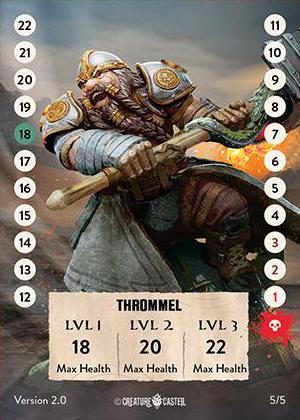 22 11
21 10
20 9
19 8
18 7
17 6
16 5
15 4
14 3
13 2
12 1
THROMMEL
LVL 1 LVL 2 LVL 3
18 20 22
Max Health Max Health Max Health
Version 2.0 © CREATURE CASTER 5/5